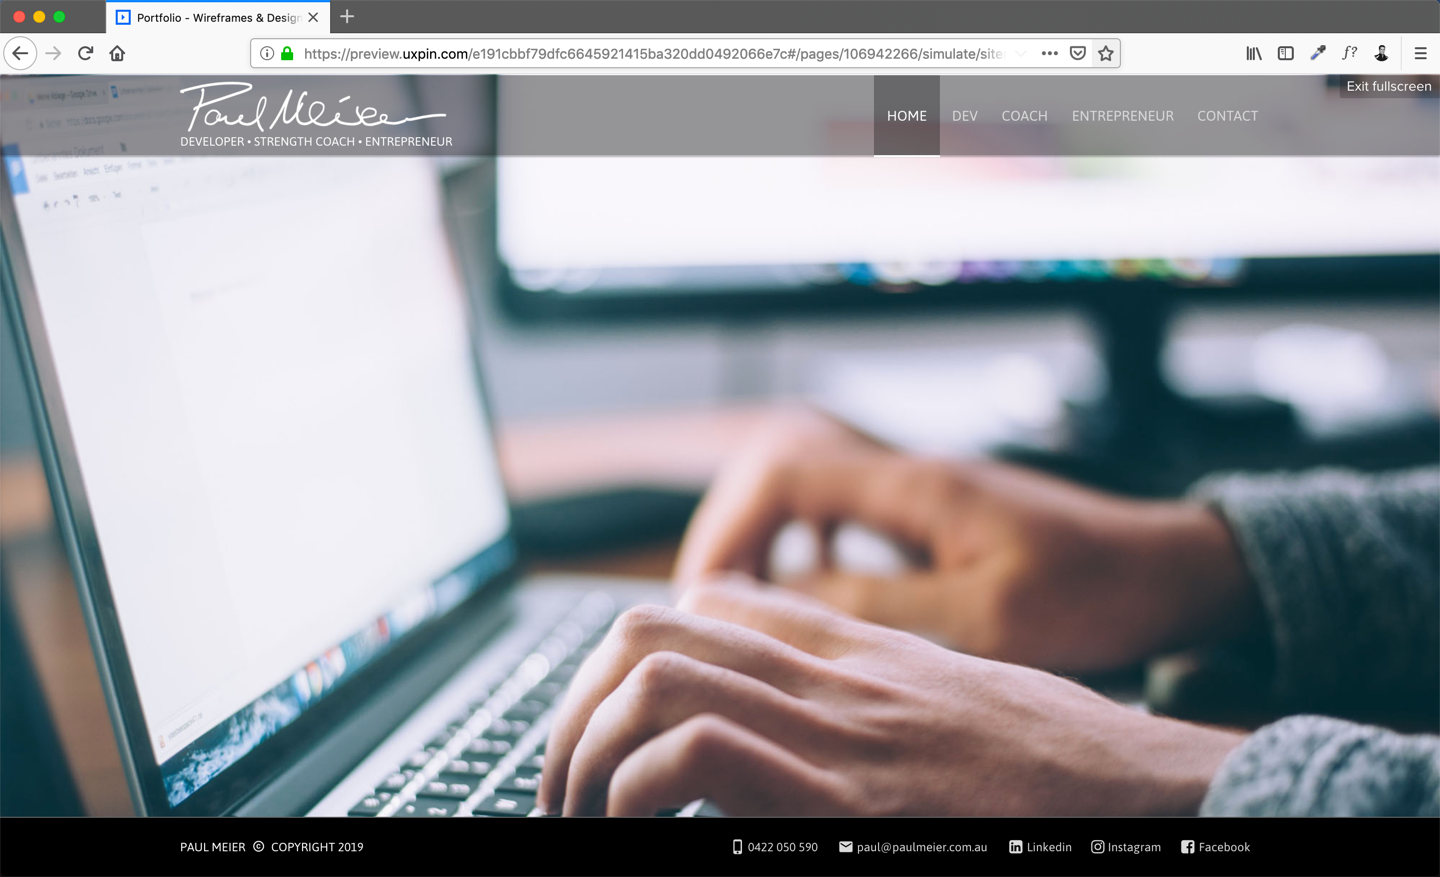 Portfolio - Wireframes & Design
https://preview.uxpin.com/e191cbbf79dfc6645921415ba320dd0492066e7c#/pages/106942266/simulate/site
f?
Exit fullscreen
Paul Meier
DEVELOPER • STRENGTH COACH • ENTREPRENEUR
HOME DEV COACH ENTREPRENEUR CONTACT
PAUL MEIER © COPYRIGHT 2019
0422 050 590 paul@paulmeier.com.au Linkedin Instagram Facebook